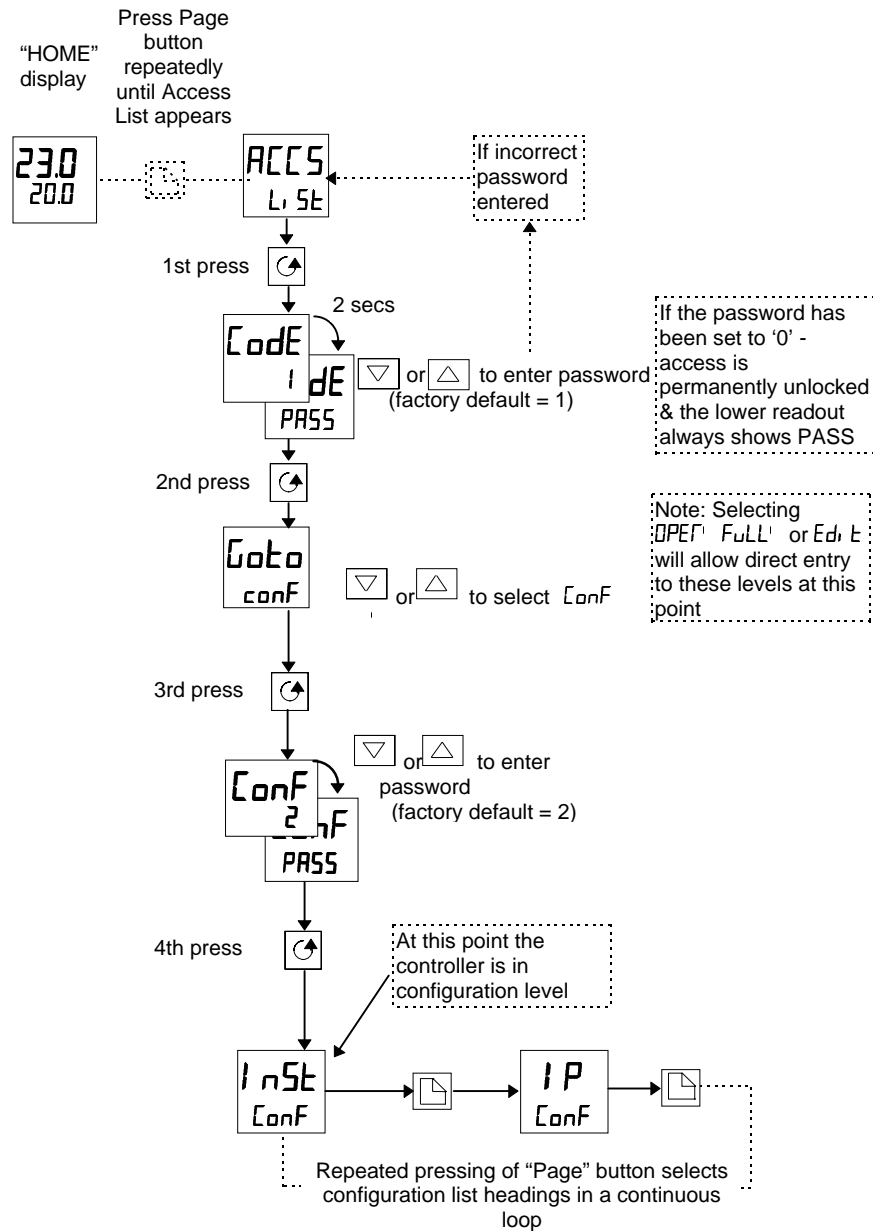 Press Page
button
repeatedly
until Access
List appears
“HOME”
display
23.0
20.0
ACCS
Li St
If incorrect
password
entered
1st press
2 secs
CodE
1
dE
PASS
or to enter password
(factory default = 1)
If the password has
been set to ‘0’ -
access is
permanently unlocked
& the lower readout
always shows PASS
2nd press
Goto
conF
or to select ConF
Note: Selecting
OPEr FuLL or Edi t
will allow direct entry
to these levels at this
point
3rd press
or to enter
password
(factory default = 2)
ConF
2
nF
PASS
4th press
At this point the
controller is in
configuration level
InSt
ConF
IP
ConF
Repeated pressing of “Page” button selects
configuration list headings in a continuous
loop